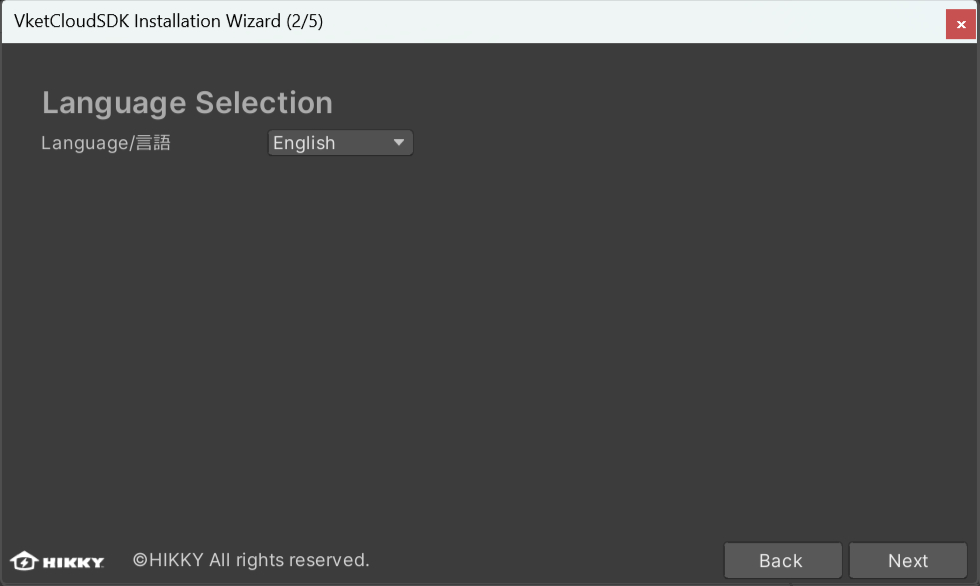 VketCloudSDK Installation Wizard (2/5)
x
Language Selection
Language/言語
English
HIKKY
©HIKKY All rights reserved.
Back
Next